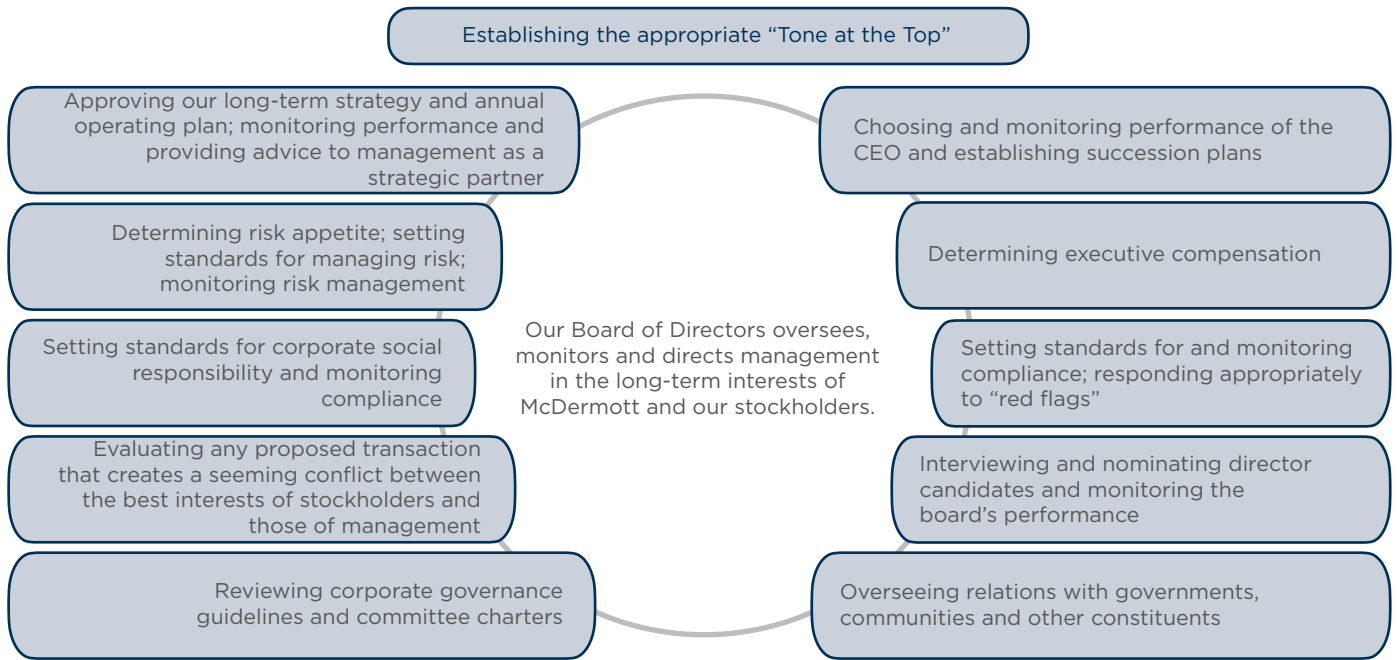 Establishing the appropriate “Tone at the Top”
Approving our long-term strategy and annual
operating plan; monitoring performance and
providing advice to management as a
strategic partner
Determining risk appetite; setting
standards for managing risk;
monitoring risk management
Setting standards for corporate social
responsibility and monitoring
compliance
Evaluating any proposed transaction
that creates a seeming conflict between
the best interests of stockholders and
those of management
Reviewing corporate governance
guidelines and committee charters
Our Board of Directors oversees,
monitors and directs management
in the long-term interests of
McDermott and our stockholders.
Choosing and monitoring performance of the
CEO and establishing succession plans
Determining executive compensation
Setting standards for and monitoring
compliance; responding appropriately
to “red flags”
Interviewing and nominating director
candidates and monitoring the
board’s performance
Overseeing relations with governments,
communities and other constituents